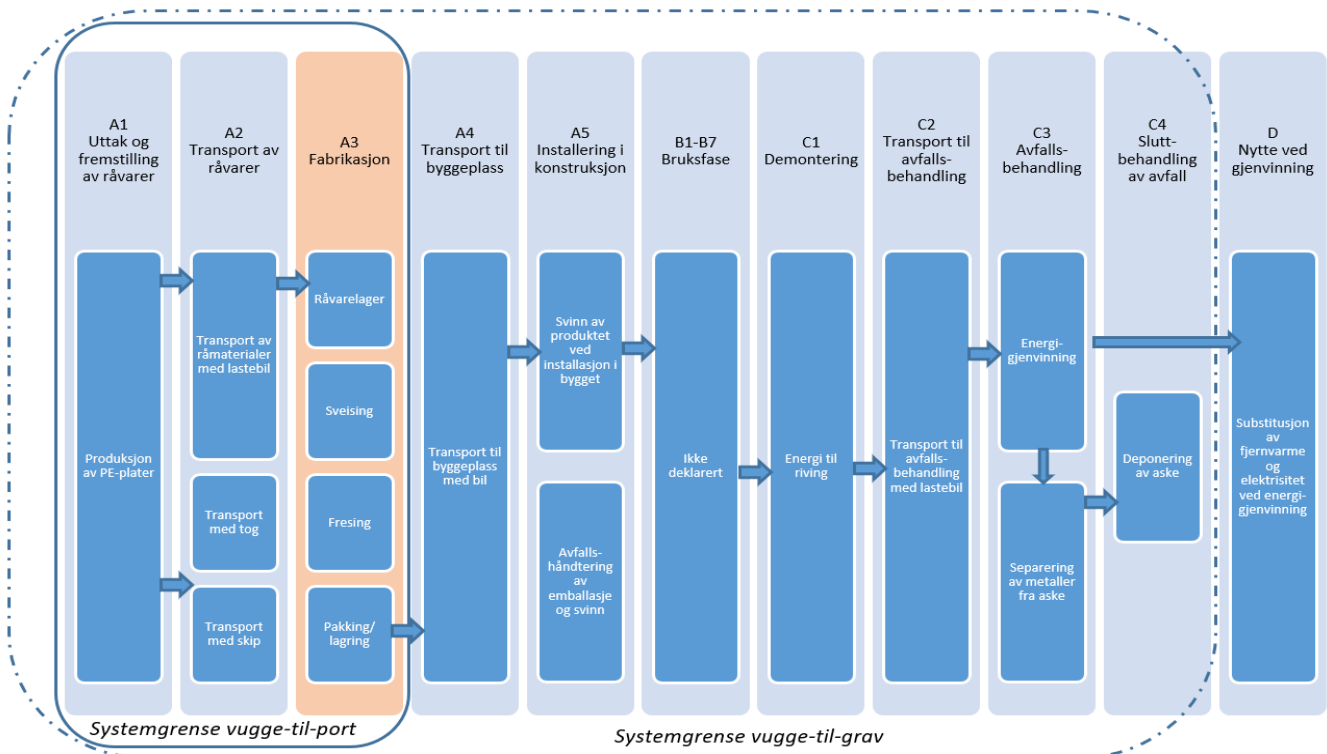 A1
Uttak og
fremstilling
av råvarer
A2
Transport av
råvarer
A3
Fabrikasjon
A4
Transport til
byggeplass
A5
Installering i
konstruksjon
B1-B7
Bruksfase
C1
Demontering
C2
Transport til
avfalls-
behandling
C3
Avfalls-
behandling
C4
Slutt-
behandling
av avfall
D
Nytte ved
gjenvinning
Produksjon
av PE-plater
Transport av
råmaterialer
med lastebil
Transport
med tog
Transport
med skip
Råvarelager
Sveising
Fresing
Pakking/
lagring
Transport til
byggeplass
med bil
Svinn av
produktet
ved
installasjon i
bygget
Avfalls-
håndtering
av
emballasje
og svinn
Ikke
deklarert
Energi til
riving
Transport til
avfalls-
behandling
med lastebil
Energi-
gjenvinning
Separering
av metaller
fra aske
Deponering
av aske
Substitusjon
av
fjernvarme
og
elektrisitet
ved energi-
gjenvinning
Systemgrense vugge-til-port
Systemgrense vugge-til-grav